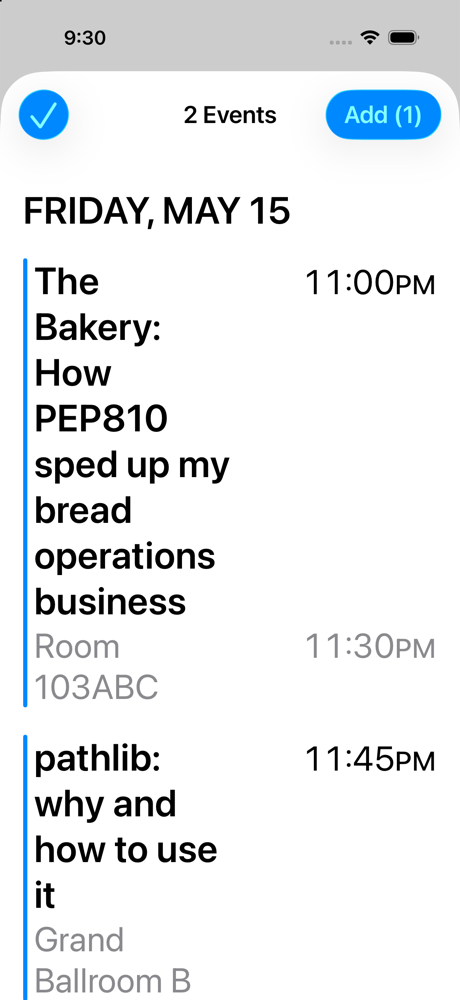 9:30
2 Events
Add (1)
FRIDAY, MAY 15
The 11:00PM
Bakery:
How
PEP810
sped up my
bread
operations
business
Room 11:30PM
103ABC
pathlib: 11:45PM
why and
how to use
it
Grand
Ballroom B